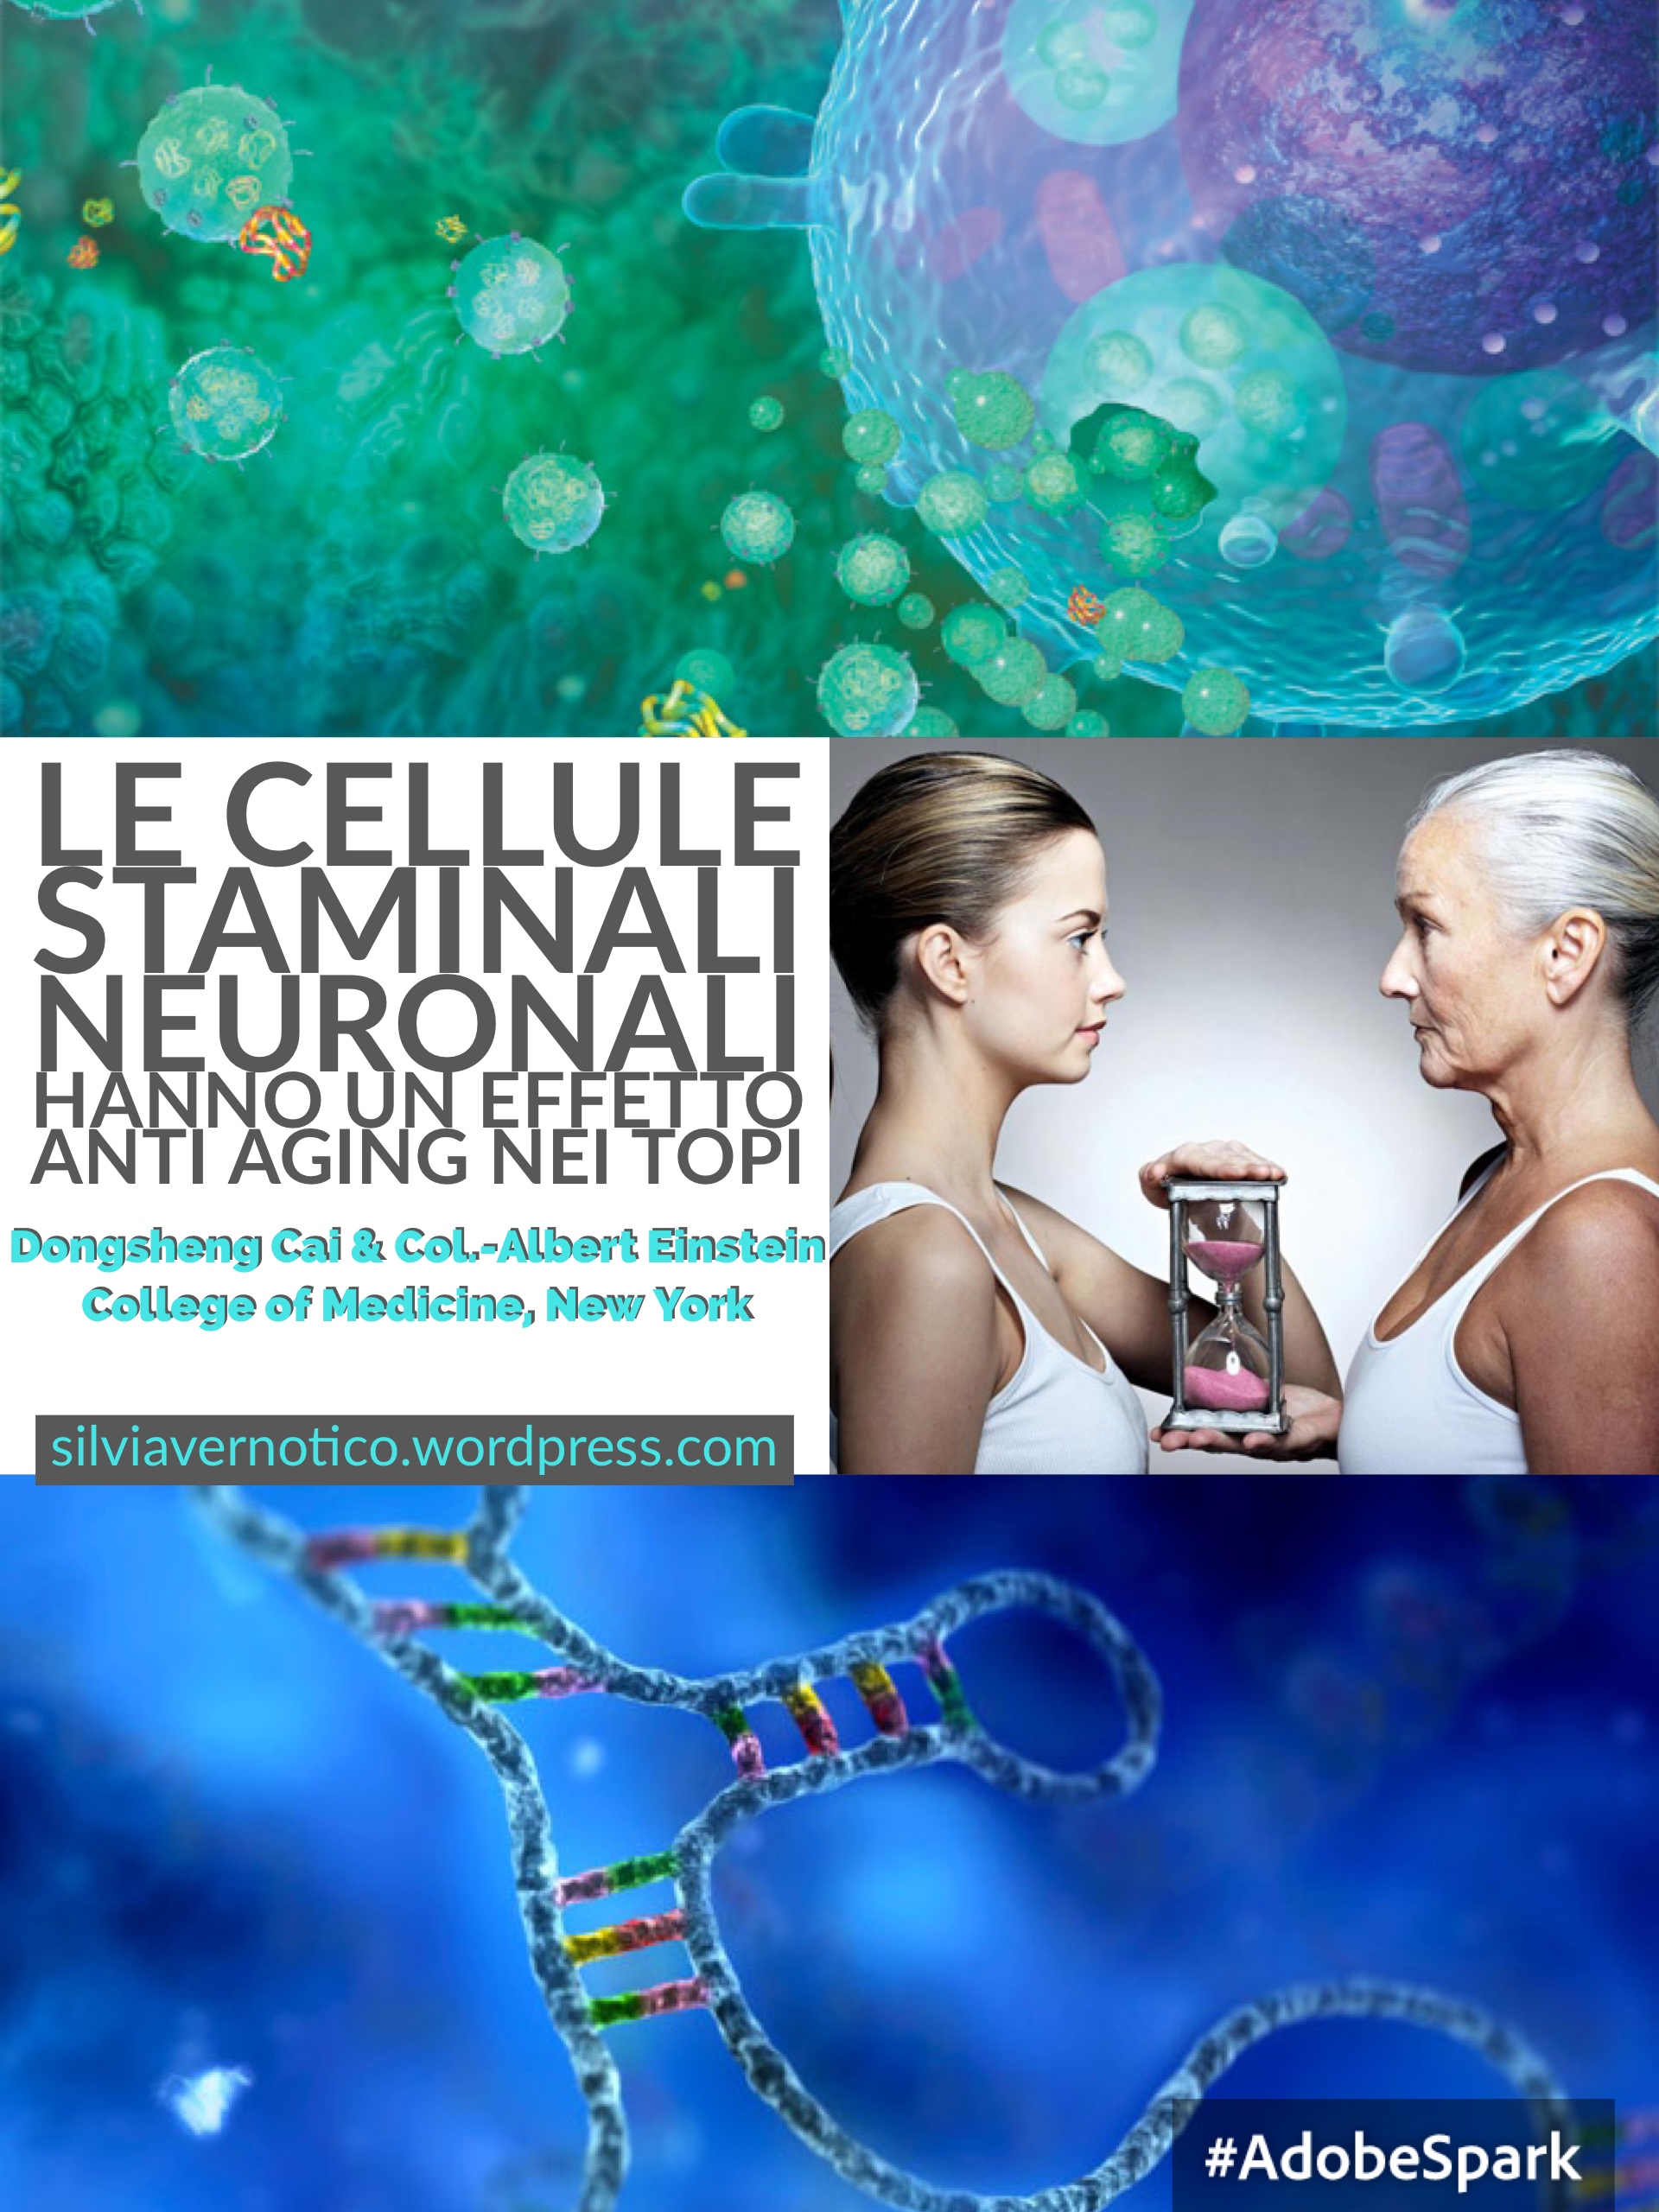 LE CELLULE
STAMINALI
NEURONALI
HANNO UN EFFETTO
ANTI AGING NEI TOPI
Dongsheng Cai & Col.-Albert Einstein
College of Medicine, New York
silviavernotico.wordpress.com
#AdobeSpark